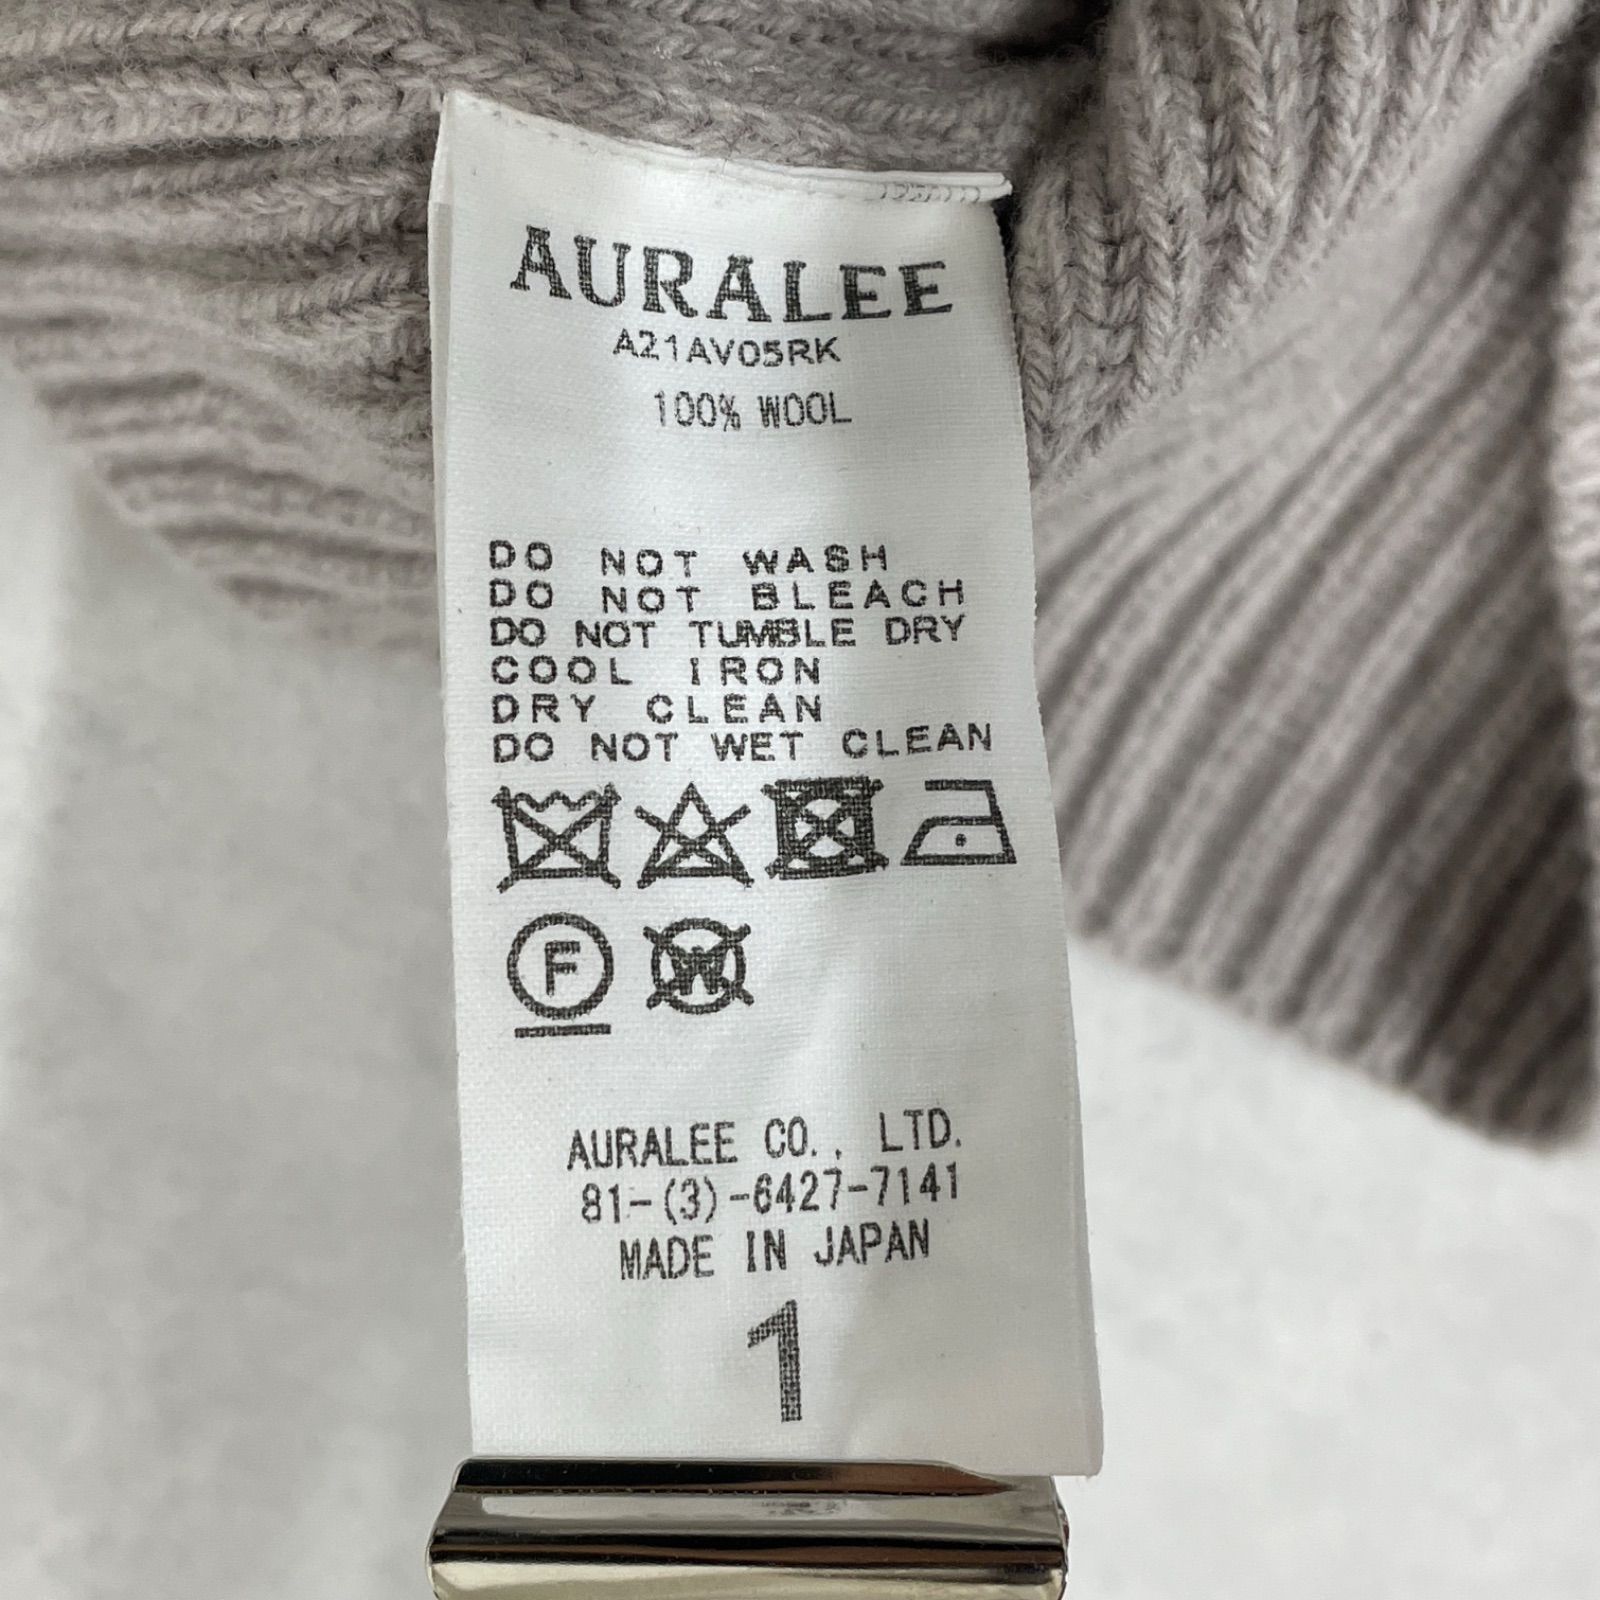 AURALEE
A21AV05RK
100% WOOL
DO NOT WASH
DO NOT BLEACH
DO NOT TUMBLE DRY
COOL IRON
DRY CLEAN
DO NOT WET CLEAN
F W
AURALEE CO., LTD.
81-(3)-6427-7141
MADE IN JAPAN
1